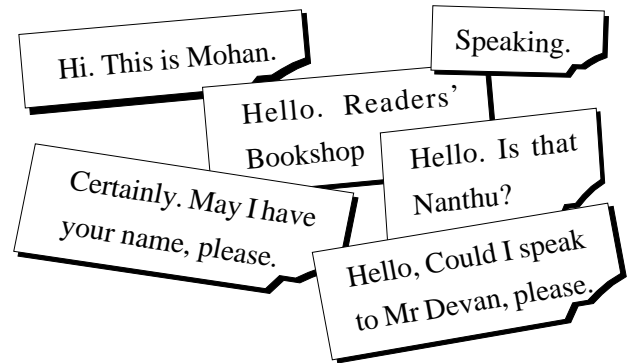 Hi. This is Mohan.
Speaking.
Hello. Readers’
Bookshop
Hello. Is that
Nanthu?
Certainly. May I have
your name, please.
Hello, Could I speak
to Mr Devan, please.